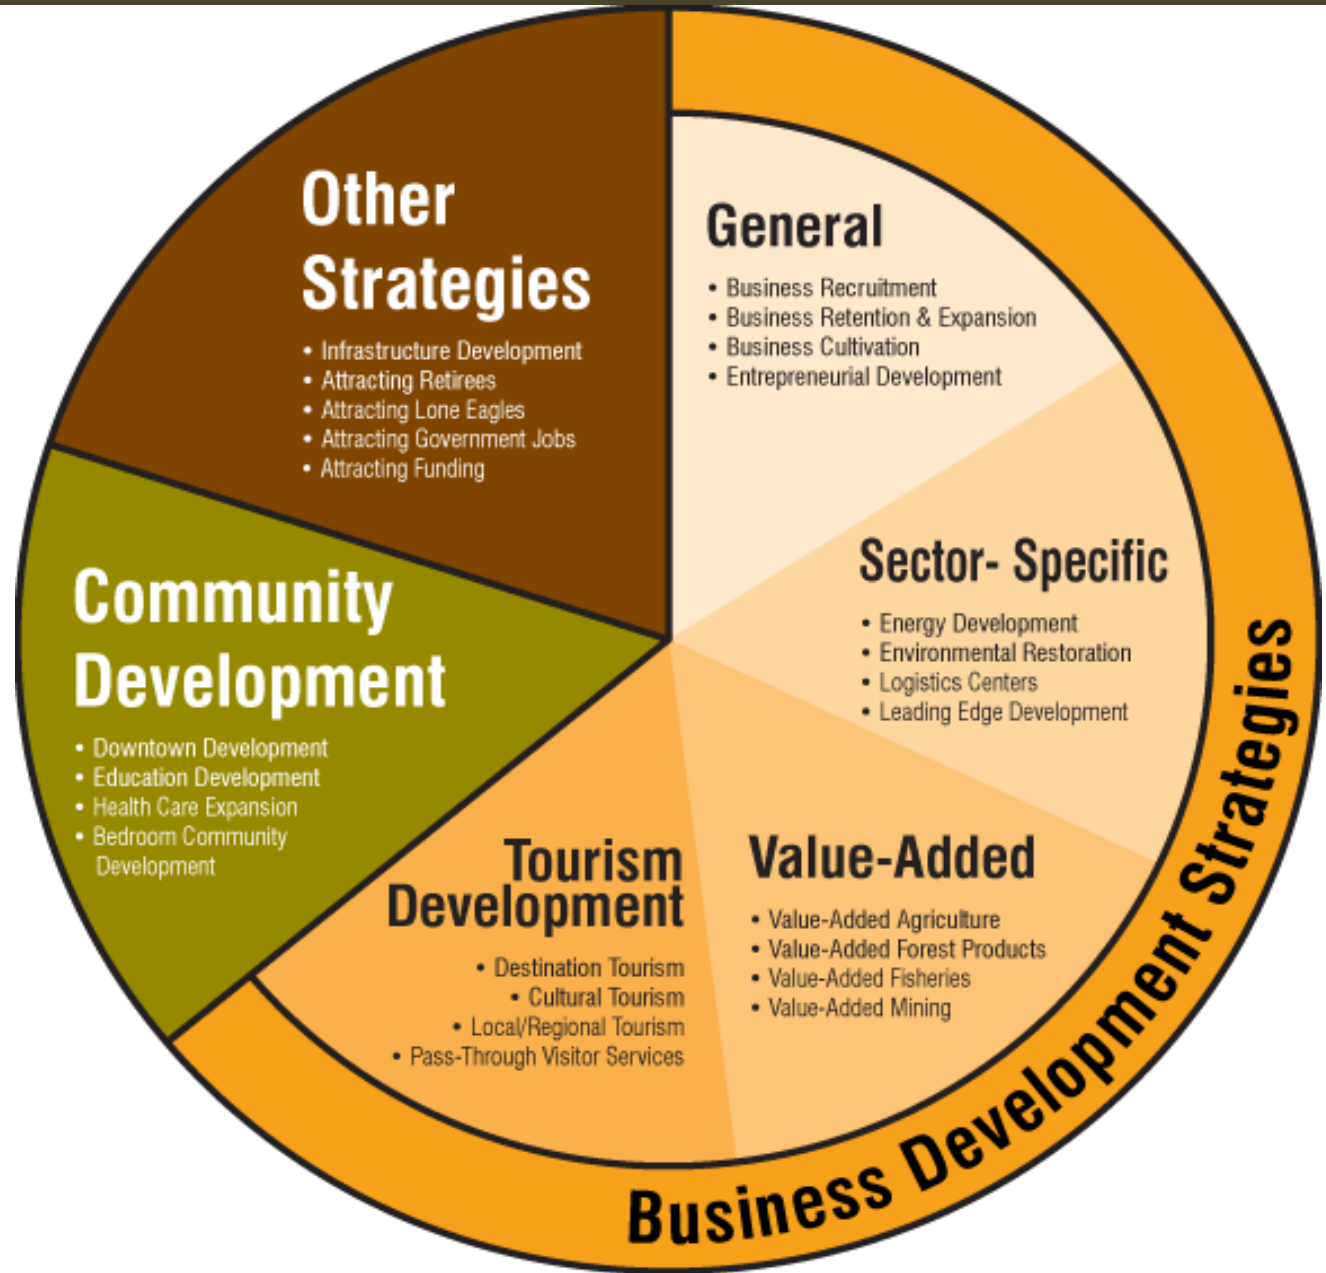 Other
Strategies
• Infrastructure Development
• Attracting Retirees
• Attracting Lone Eagles
• Attracting Government Jobs
• Attracting Funding
General
• Business Recruitment
• Business Retention & Expansion
• Business Cultivation
• Entrepreneurial Development
Sector- Specific
• Energy Development
• Environmental Restoration
• Logistics Centers
• Leading Edge Development
Community
Development
• Downtown Development
• Education Development
• Health Care Expansion
• Bedroom Community
Development
Tourism
Development
• Destination Tourism
• Cultural Tourism
• Local/Regional Tourism
• Pass-Through Visitor Services
Value-Added
• Value-Added Agriculture
• Value-Added Forest Products
• Value-Added Fisheries
• Value-Added Mining
Business Development Strategies